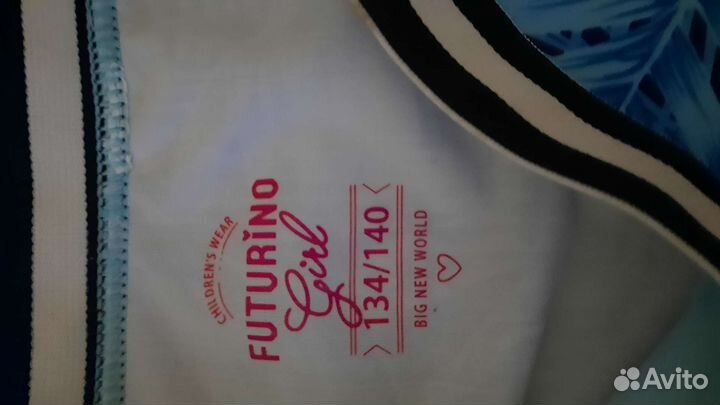 CHILDREN'S WEAR
FUTURINO
Girl
134/140
BIG NEW WORLD
Avito